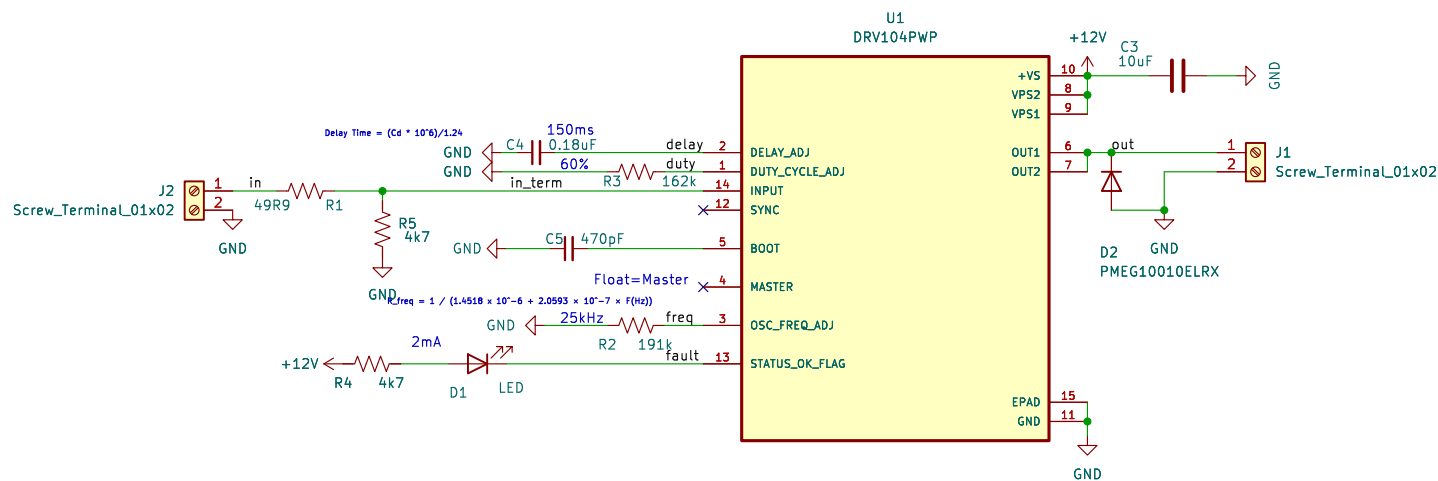 U1
DRV104PWP
+12V
C3
10uF
GND
+VS 10
VPS2 8
VPS1 9
Delay Time = (Cd * 10^6)/1.24
150ms
GND C4 0.18uF delay 2 DELAY_ADJ
OUT1 6 out 1 J1
GND 60% duty 1 DUTY_CYCLE_ADJ
R3 162k
OUT2 7 2 Screw_Terminal_01x02
J2 1 in in_term 14 INPUT
49R9 R1
Screw_Terminal_01x02 2
12 SYNC
R5
4k7
GND
GND
GND C5 470pF 5 BOOT
GND
D2
PMEG10010ELRX
Float=Master 4 MASTER
R_freq = 1 / (1.4518 x 10^-6 + 2.0593 × 10^-7 × F(Hz))
GND 25kHz freq 3 OSC_FREQ_ADJ
R2 191k
2mA
+12V fault 13 STATUS_OK_FLAG
R4 4k7 D1 LED
EPAD 15
GND 11
GND